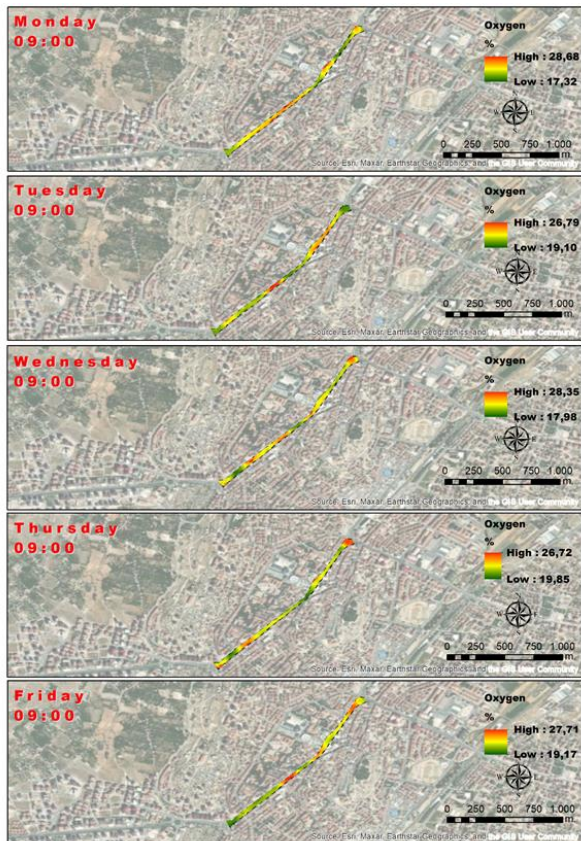 Monday
09:00
Oxygen
%
High : 28,68
Low : 17,32
N
W E
S
0 250 500 1.000
m
Source: Esri, Maxar, Earthstar Geographics, and the GIS User Community
Tuesday
09:00
Oxygen
%
High : 26,79
Low : 19,10
W E
S
0 250 500 1.000
m
Source: Esri, Maxar, Earthstar Geographics, and the GIS User Community
Wednesday
09:00
Oxygen
%
High : 28,35
Low : 17,98
W E
S
0 250 500 1.000
m
Source: Esri, Maxar, Earthstar Geographics, and the GIS User Community
Thursday
09:00
Oxygen
%
High : 26,72
Low : 19,85
W E
S
0 250 500 1.000
m
Source: Esri, Maxar, Earthstar Geographics, and the GIS User Community
Friday
09:00
Oxygen
%
High : 27,71
Low : 19,17
W E
S
0 250 500 1.000
m
Source: Esri, Maxar, Earthstar Geographics, and the GIS User Community